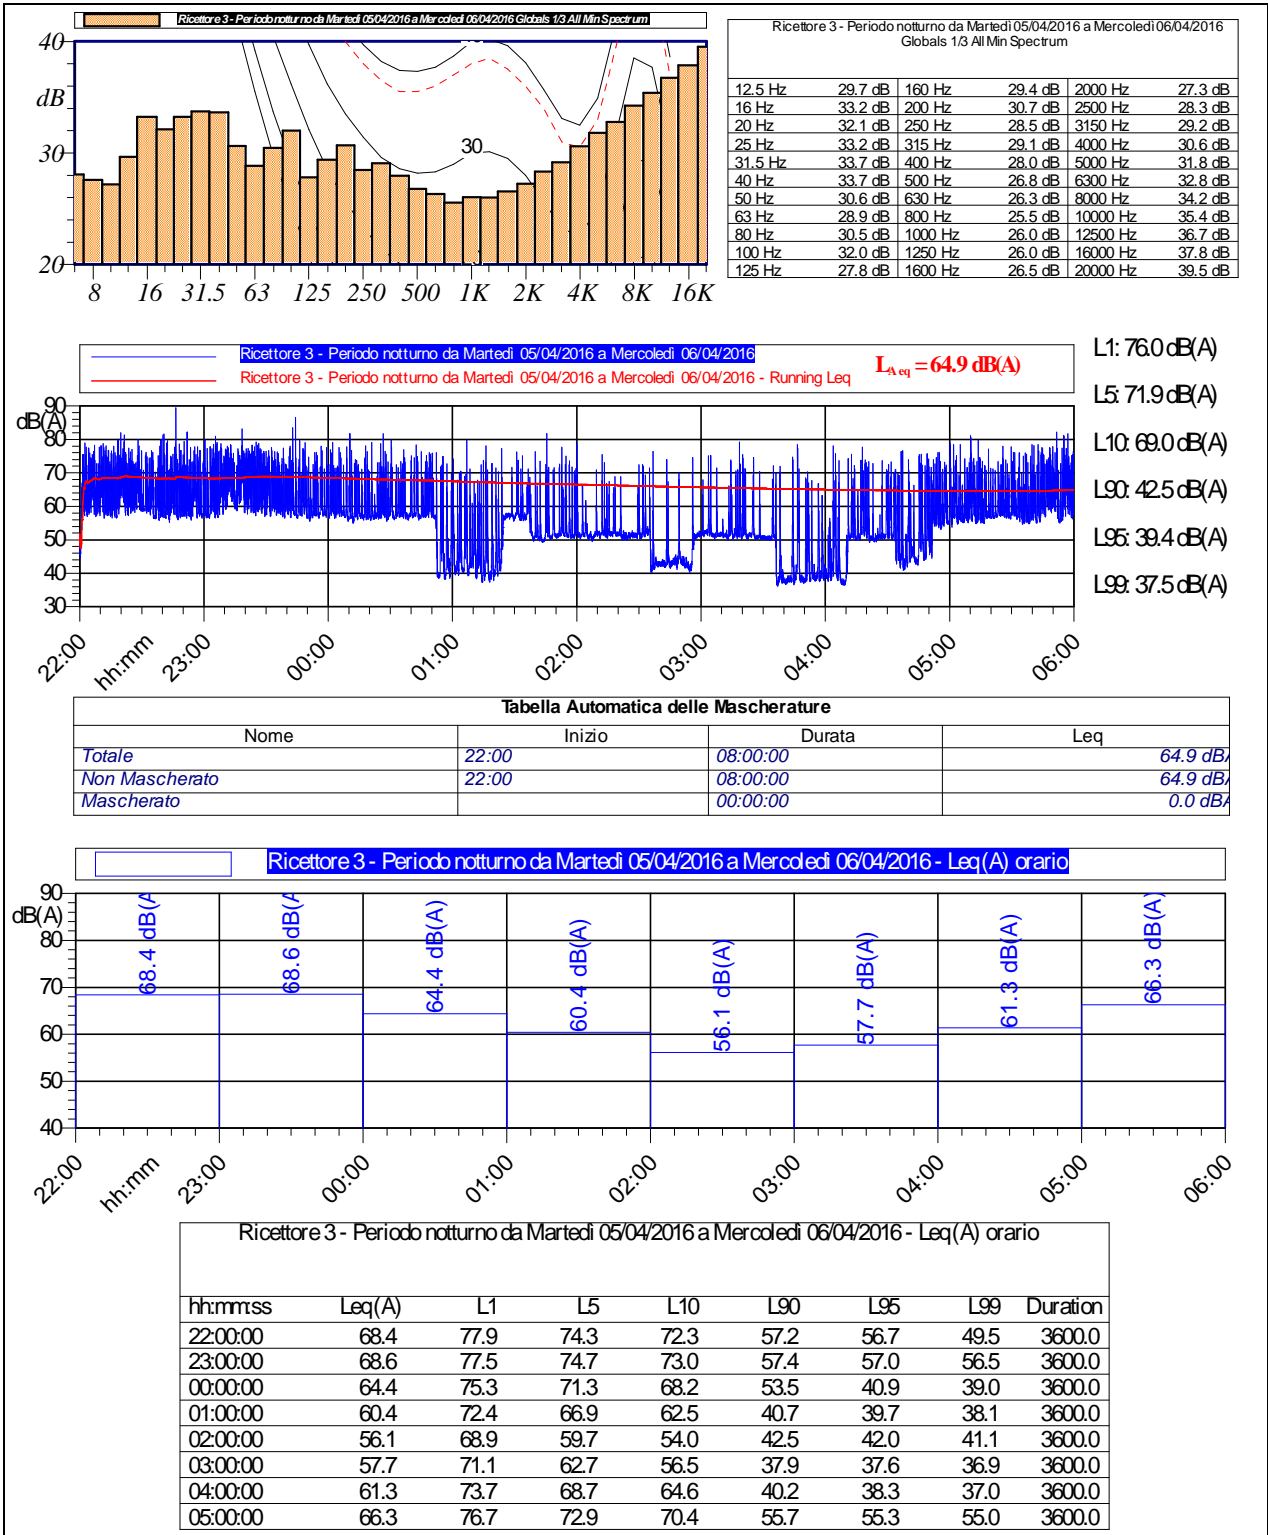 Ricettore 3 - Periodo notturno da Martedì 05/04/2016 a Mercoledì 06/04/2016 Globals 1/3 All Min Spectrum
40
dB
30
20
30
8 16 31.5 63 125 250 500 1K 2K 4K 8K 16K
Ricettore 3 - Periodo notturno da Martedì 05/04/2016 a Mercoledì 06/04/2016
Globals 1/3 All Min Spectrum
12.5 Hz 29.7 dB 160 Hz 29.4 dB 2000 Hz 27.3 dB
16 Hz 33.2 dB 200 Hz 30.7 dB 2500 Hz 28.3 dB
20 Hz 32.1 dB 250 Hz 28.5 dB 3150 Hz 29.2 dB
25 Hz 33.2 dB 315 Hz 29.1 dB 4000 Hz 30.6 dB
31.5 Hz 33.7 dB 400 Hz 28.0 dB 5000 Hz 31.8 dB
40 Hz 33.7 dB 500 Hz 26.8 dB 6300 Hz 32.8 dB
50 Hz 30.6 dB 630 Hz 26.3 dB 8000 Hz 34.2 dB
63 Hz 28.9 dB 800 Hz 25.5 dB 10000 Hz 35.4 dB
80 Hz 30.5 dB 1000 Hz 26.0 dB 12500 Hz 36.7 dB
100 Hz 32.0 dB 1250 Hz 26.0 dB 16000 Hz 37.8 dB
125 Hz 27.8 dB 1600 Hz 26.5 dB 20000 Hz 39.5 dB
Ricettore 3 - Periodo notturno da Martedì 05/04/2016 a Mercoledì 06/04/2016
Ricettore 3 - Periodo notturno da Martedì 05/04/2016 a Mercoledì 06/04/2016 - Running Leq
LA eq = 64.9 dB(A)
L1: 76.0 dB(A)
L5: 71.9 dB(A)
L10: 69.0 dB(A)
L90: 42.5 dB(A)
L95: 39.4 dB(A)
L99: 37.5 dB(A)
90
dB(A)
80
70
60
50
40
30
22:00 hh:mm 23:00 00:00 01:00 02:00 03:00 04:00 05:00 06:00
Tabella Automatica delle Mascherature
Nome Inizio Durata Leq
Totale 22:00 08:00:00 64.9 dBA
Non Mascherato 22:00 08:00:00 64.9 dBA
Mascherato 00:00:00 0.0 dBA
Ricettore 3 - Periodo notturno da Martedì 05/04/2016 a Mercoledì 06/04/2016 - Leq(A) orario
90
dB(A)
80
70
60
50
40
68.4 dB(A
68.6 dB(A
64.4 dB(A)
60.4 dB(A)
56.1 dB(A)
57.7 dB(A)
61.3 dB(A)
66.3 dB(A)
22:00 hh:mm 23:00 00:00 01:00 02:00 03:00 04:00 05:00 06:00
Ricettore 3 - Periodo notturno da Martedì 05/04/2016 a Mercoledì 06/04/2016 - Leq(A) orario
hh:mm:ss Leq(A) L1 L5 L10 L90 L95 L99 Duration
22:00:00 68.4 77.9 74.3 72.3 57.2 56.7 49.5 3600.0
23:00:00 68.6 77.5 74.7 73.0 57.4 57.0 56.5 3600.0
00:00:00 64.4 75.3 71.3 68.2 53.5 40.9 39.0 3600.0
01:00:00 60.4 72.4 66.9 62.5 40.7 39.7 38.1 3600.0
02:00:00 56.1 68.9 59.7 54.0 42.5 42.0 41.1 3600.0
03:00:00 57.7 71.1 62.7 56.5 37.9 37.6 36.9 3600.0
04:00:00 61.3 73.7 68.7 64.6 40.2 38.3 37.0 3600.0
05:00:00 66.3 76.7 72.9 70.4 55.7 55.3 55.0 3600.0